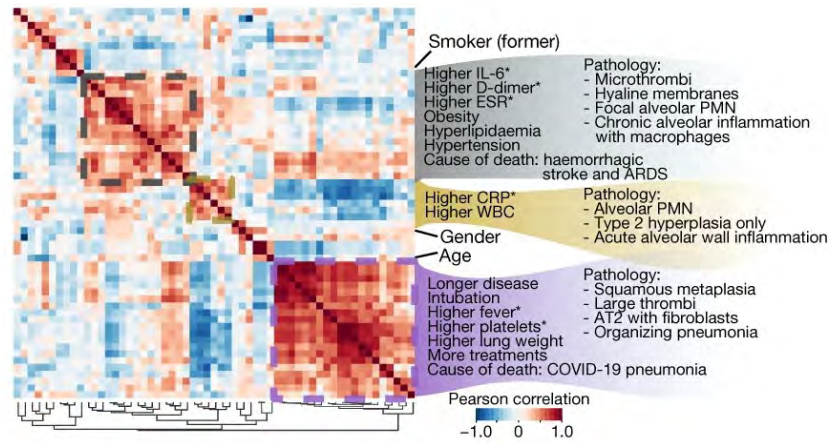 Smoker (former)
Higher IL-6*
Higher D-dimer*
Higher ESR*
Obesity
Hyperlipidaemia
Hypertension
Cause of death: haemorrhagic
stroke and ARDS
Pathology:
- Microthrombi
- Hyaline membranes
- Focal alveolar PMN
- Chronic alveolar inflammation
with macrophages
Higher CRP*
Higher WBC
Pathology:
- Alveolar PMN
- Type 2 hyperplasia only
- Acute alveolar wall inflammation
Gender
Age
Longer disease
Intubation
Higher fever*
Higher platelets*
Higher lung weight
More treatments
Cause of death: COVID-19 pneumonia
Pathology:
- Squamous metaplasia
- Large thrombi
- AT2 with fibroblasts
- Organizing pneumonia
Pearson correlation
−1.0 0 1.0